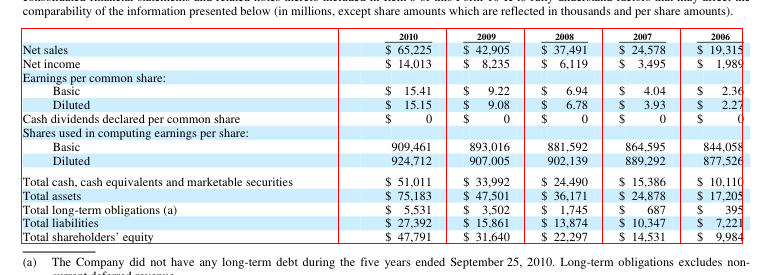 comparability of the information presented below (in millions, except share amounts which are reflected in thousands and per share amounts).
2010 2009 2008 2007 2006
Net sales $ 65,225 $ 42,905 $ 37,491 $ 24,578 $ 19,315
Net income $ 14,013 $ 8,235 $ 6,119 $ 3,495 $ 1,989
Earnings per common share:
Basic $ 15.41 $ 9.22 $ 6.94 $ 4.04 $ 2.36
Diluted $ 15.15 $ 9.08 $ 6.78 $ 3.93 $ 2.27
Cash dividends declared per common share $ 0 $ 0 $ 0 $ 0 $ 0
Shares used in computing earnings per share:
Basic 909,461 893,016 881,592 864,595 844,058
Diluted 924,712 907,005 902,139 889,292 877,526
Total cash, cash equivalents and marketable securities $ 51,011 $ 33,992 $ 24,490 $ 15,386 $ 10,110
Total assets $ 75,183 $ 47,501 $ 36,171 $ 24,878 $ 17,205
Total long-term obligations (a) $ 5,531 $ 3,502 $ 1,745 $ 687 $ 395
Total liabilities $ 27,392 $ 15,861 $ 13,874 $ 10,347 $ 7,221
Total shareholders' equity $ 47,791 $ 31,640 $ 22,297 $ 14,531 $ 9,984
(a) The Company did not have any long-term debt during the five years ended September 25, 2010. Long-term obligations excludes non-